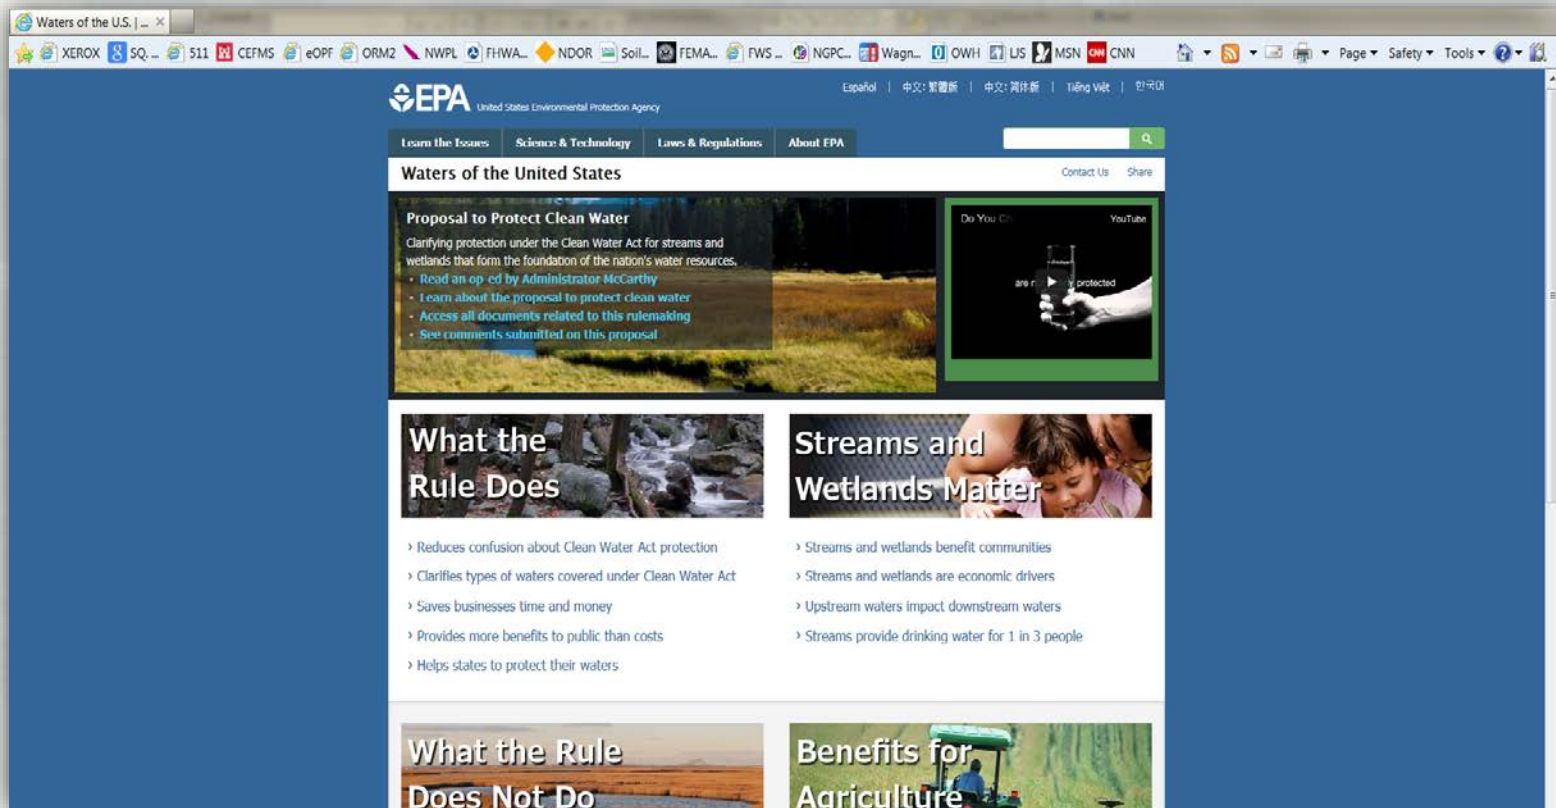 Waters of the U.S. | ...
XEROX SQ. ... 511 CEFMS eOPF ORM2 NWPL FHWA... NDOR Soil... FEMA... FWS ... NGPC... Wagn... OWH LJS MSN CNN Page Safety Tools
EPA United States Environmental Protection Agency
Español | 中文: 繁體版 | 中文: 简体版 | Tiếng Việt | 한국어
Learn the Issues Science & Technology Laws & Regulations About EPA
Waters of the United States
Contact Us Share
Proposal to Protect Clean Water
Clarifying protection under the Clean Water Act for streams and
wetlands that form the foundation of the nation's water resources.
- Read an op-ed by Administrator McCarthy
- Learn about the proposal to protect clean water
- Access all documents related to this rulemaking
- See comments submitted on this proposal
Do You
YouTube
are protected
What the
Rule Does
› Reduces confusion about Clean Water Act protection
› Clarifies types of waters covered under Clean Water Act
› Saves businesses time and money
› Provides more benefits to public than costs
› Helps states to protect their waters
Streams and
Wetlands Matter
› Streams and wetlands benefit communities
› Streams and wetlands are economic drivers
› Upstream waters impact downstream waters
› Streams provide drinking water for 1 in 3 people
What the Rule
Does Not Do
Benefits for
Agriculture